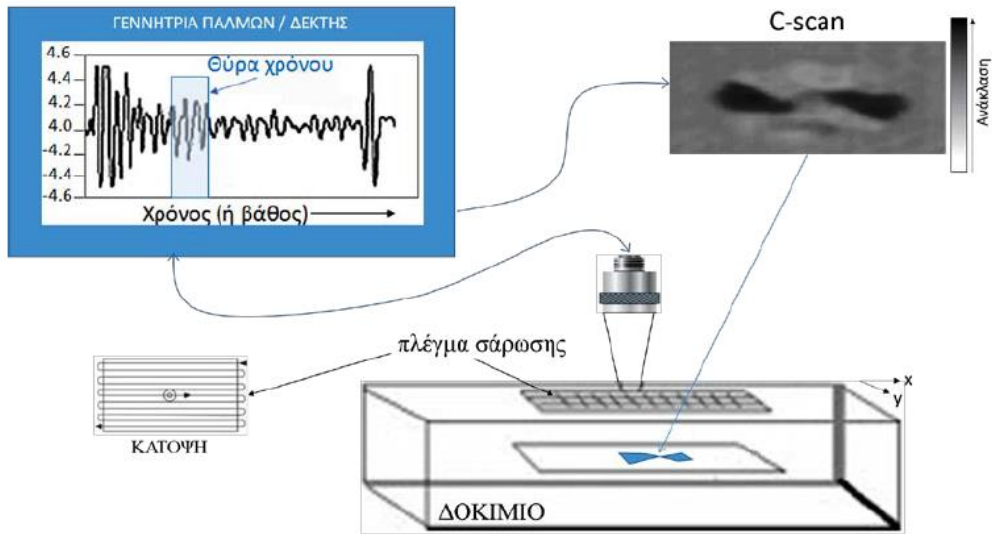 ΓΕΝΝΗΤΡΙΑ ΠΑΛΜΩΝ / ΔΕΚΤΗΣ
4.6
4.4
4.2
4.0
-4.2
-4.4
-4.6
Θύρα χρόνου
Χρόνος (ή βάθος)
C-scan
Ανάκλαση
πλέγμα σάρωσης
x
y
ΚΑΤΟΨΗ
ΔΟΚΙΜΙΟ